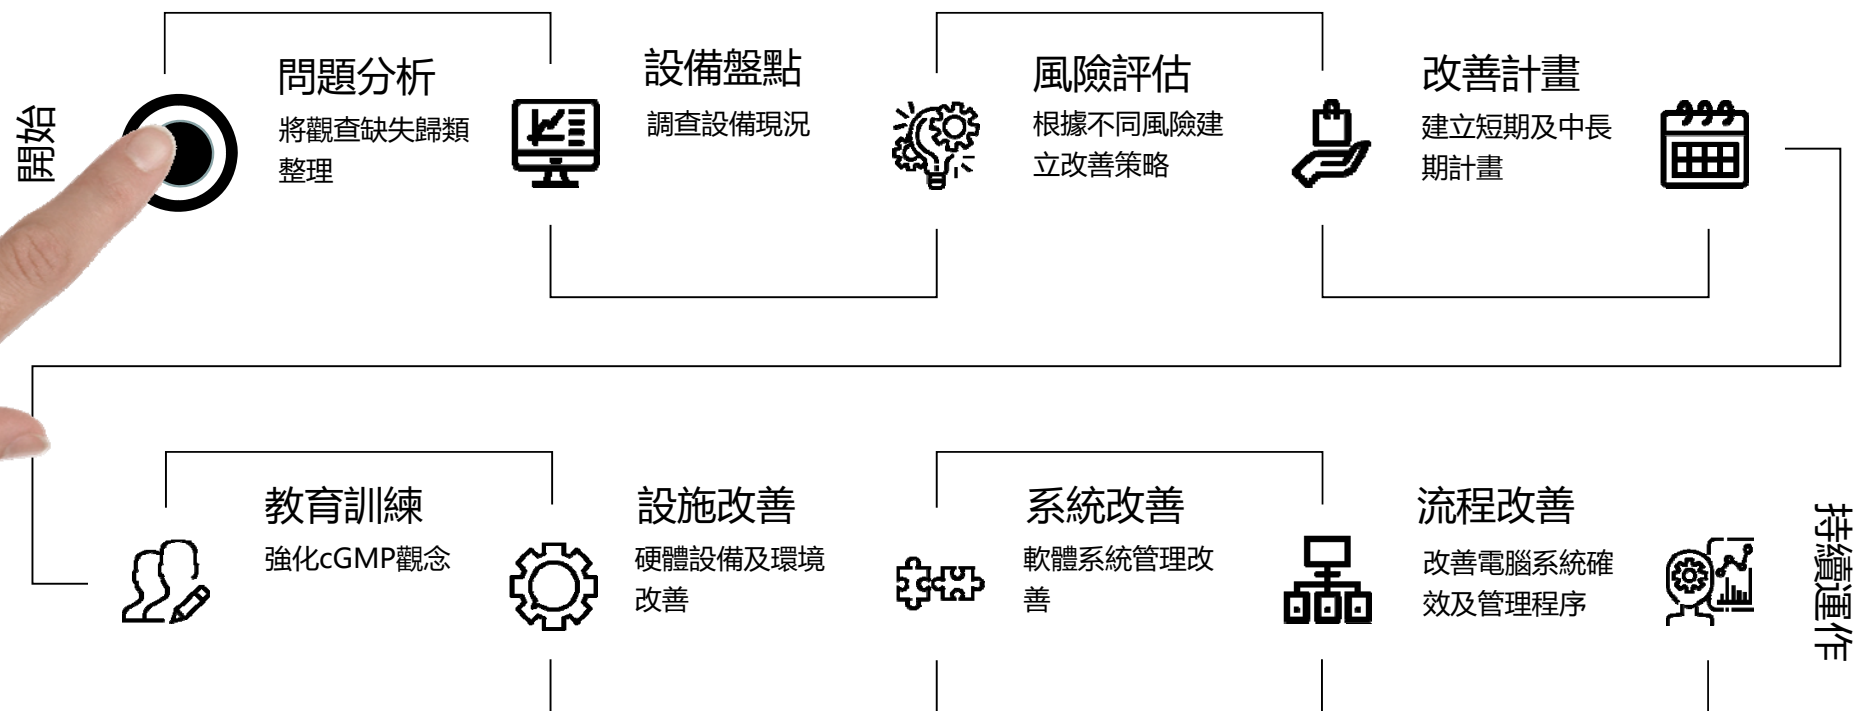 開始
問題分析
將觀查缺失歸類
整理
設備盤點
調查設備現況
風險評估
根據不同風險建
立改善策略
改善計畫
建立短期及中長
期計畫
教育訓練
強化cGMP觀念
設施改善
硬體設備及環境
改善
系統改善
軟體系統管理改
善
流程改善
改善電腦系統確
效及管理程序
持續運作